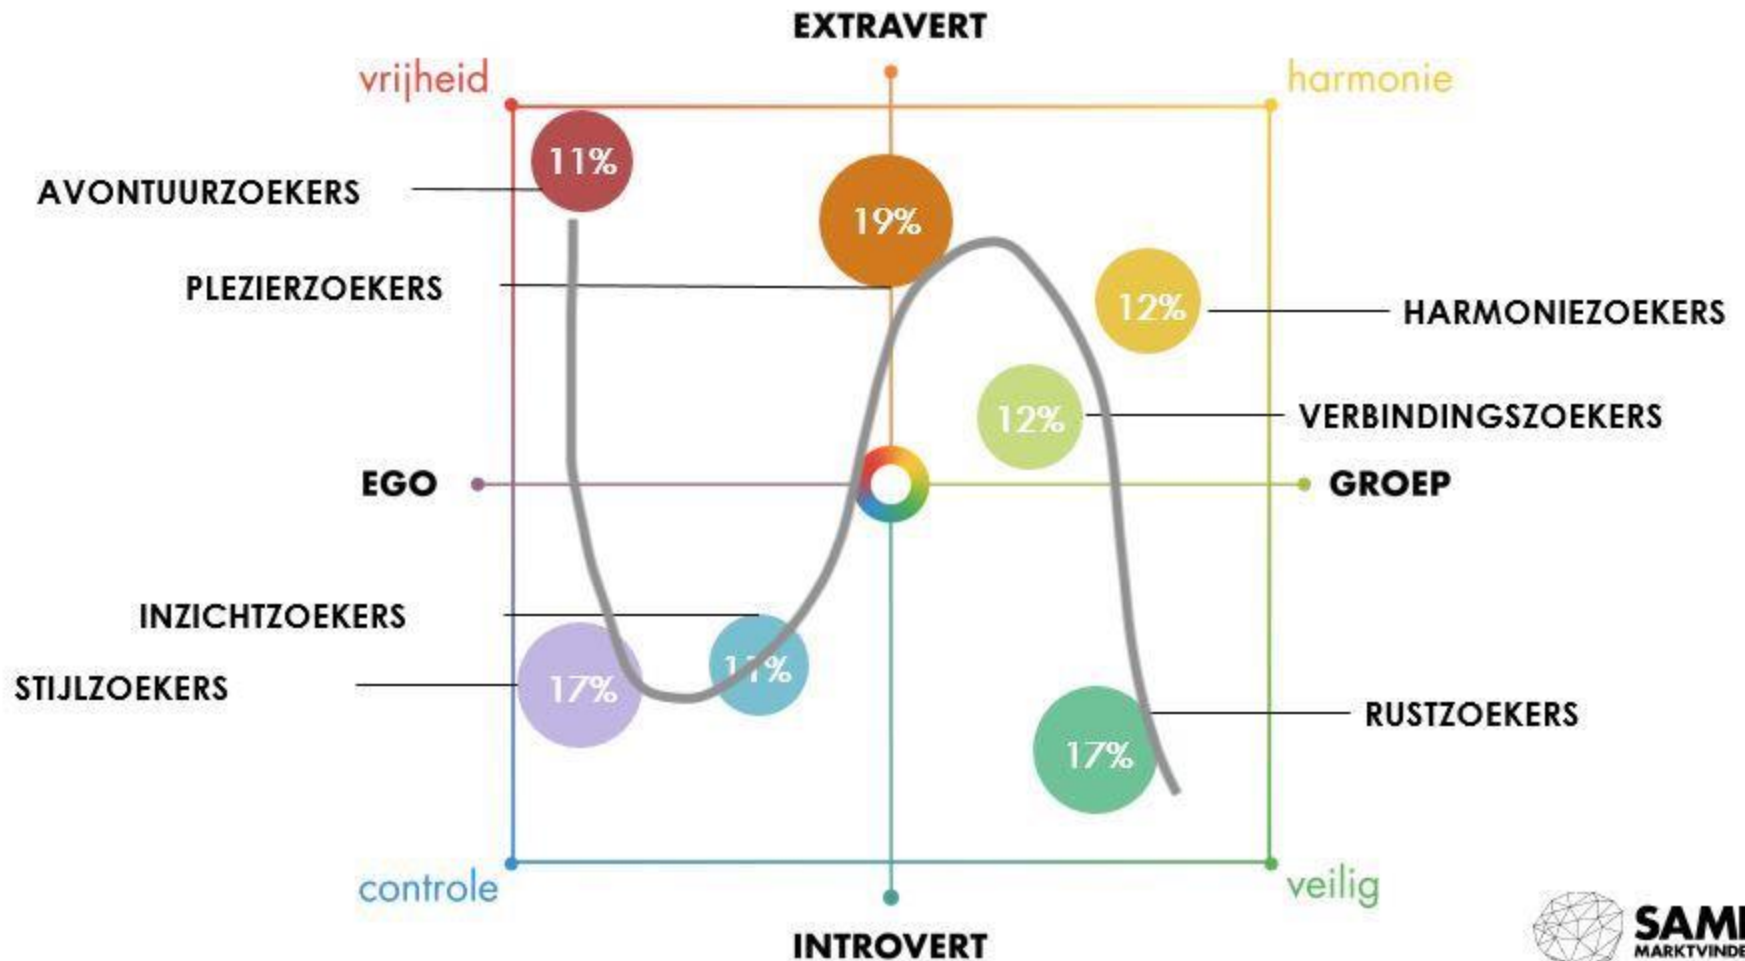 EXTRAVERT
vrijheid
harmonie
11%
AVONTUURZOEKERS
19%
PLEZIERZOEKERS
12%
HARMONIEZOEKERS
12%
VERBINDINGSZOEKERS
EGO
GROEP
INZICHTZOEKERS
11%
STIJLZOEKERS
17%
RUSTZOEKERS
17%
controle
veilig
INTROVERT